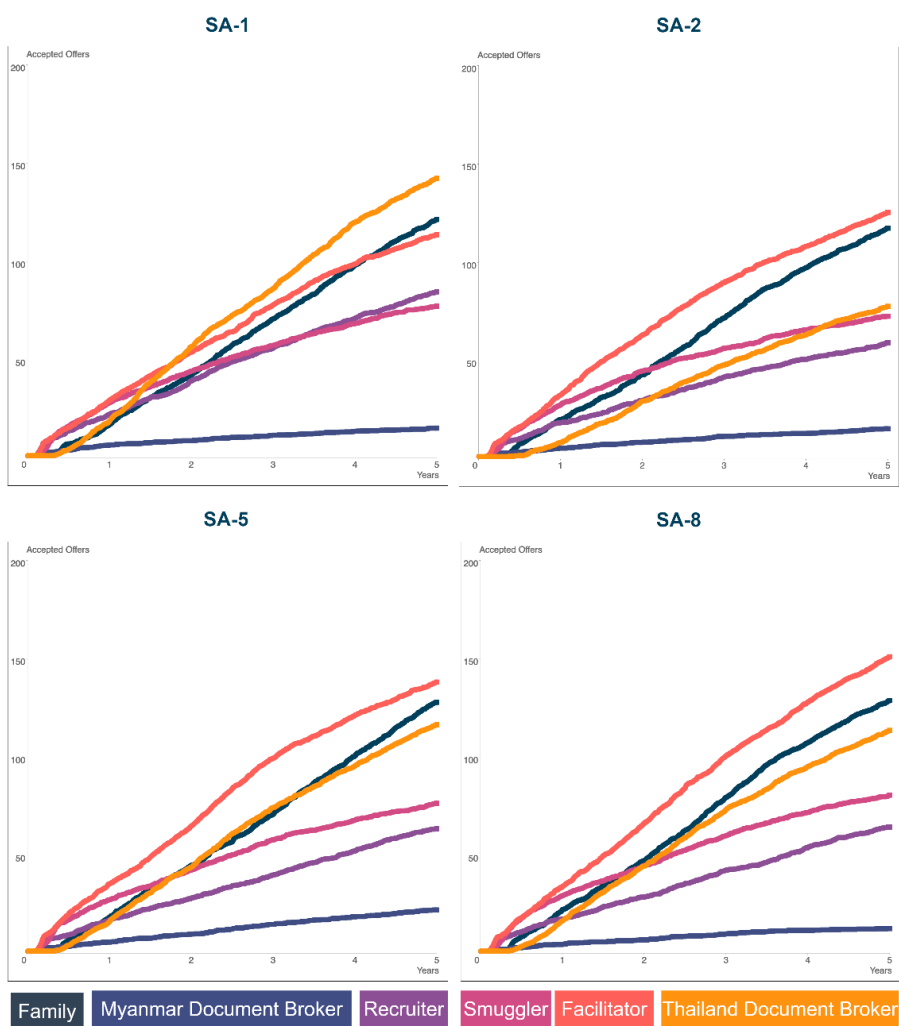 SA-1
Accepted Offers
200
150
100
50
0 1 2 3 4 5
Years
SA-2
Accepted Offers
200
150
100
50
0 1 2 3 4 5
Years
SA-5
Accepted Offers
200
150
100
50
0 1 2 3 4 5
Years
SA-8
Accepted Offers
200
150
100
50
0 1 2 3 4 5
Years
Family Myanmar Document Broker Recruiter Smuggler Facilitator Thailand Document Broker